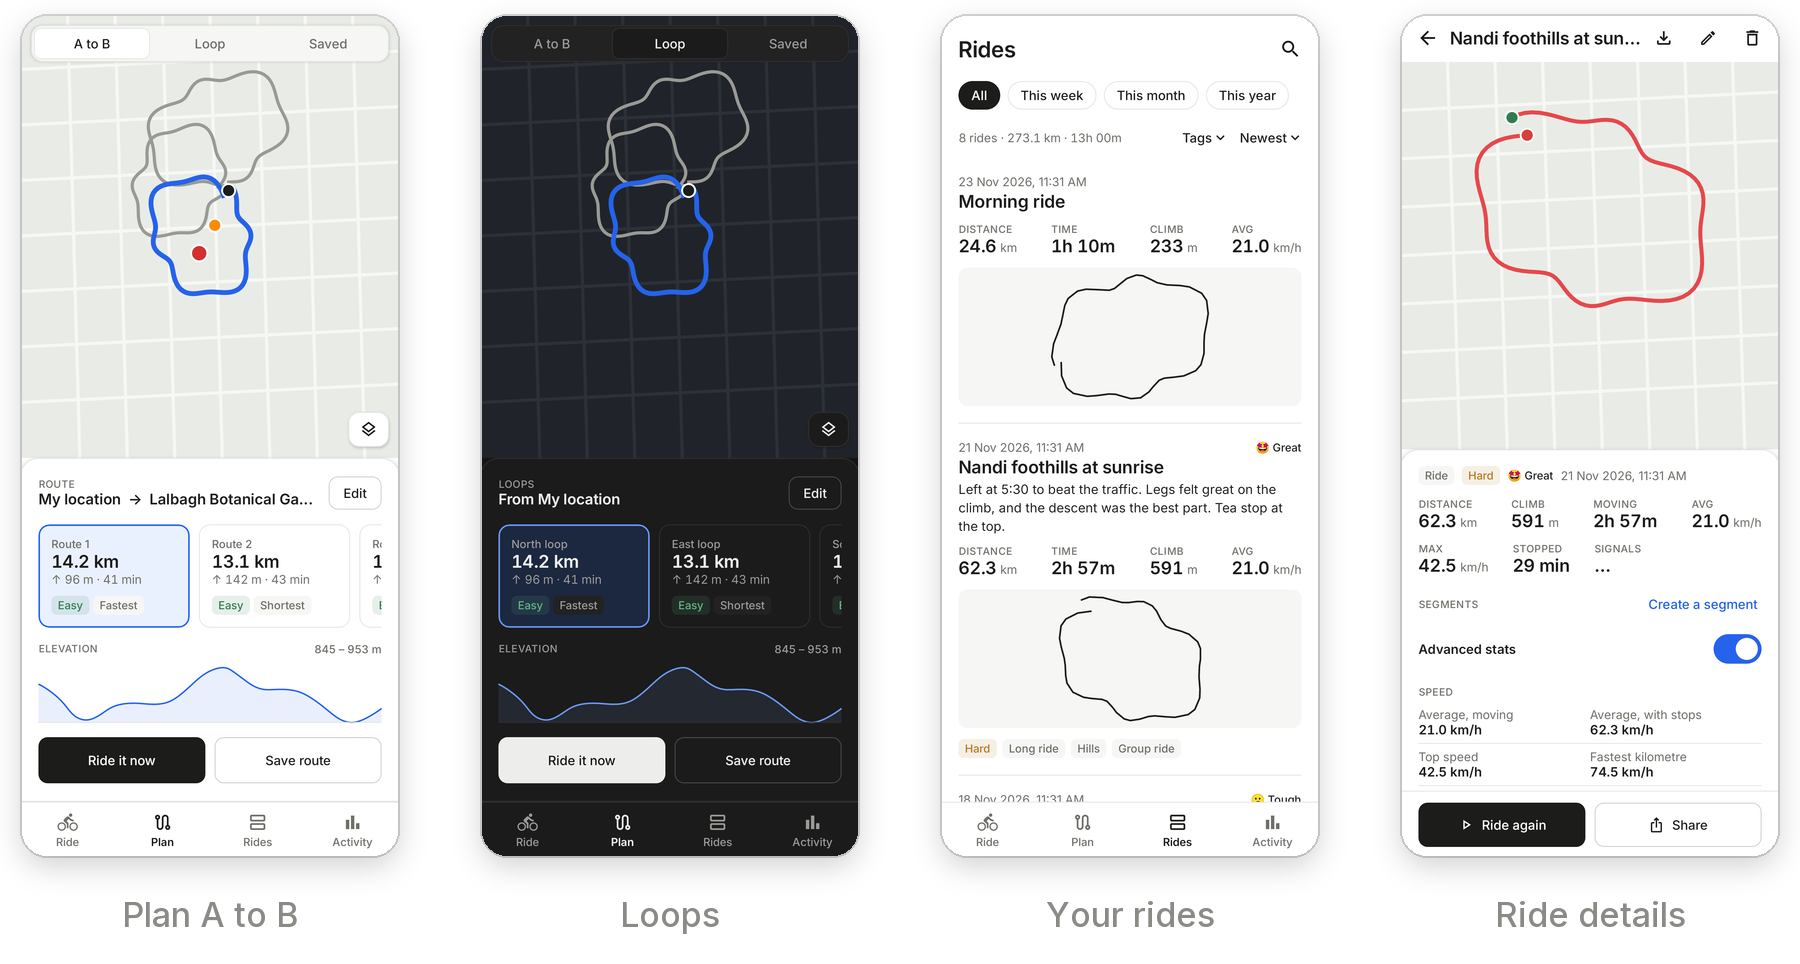 A to B
Loop
Saved
ROUTE
My location → Lalbagh Botanical Ga...
Edit
Route 1
14.2 km
↑ 96 m · 41 min
Easy
Fastest
Route 2
13.1 km
↑ 142 m · 43 min
Easy
Shortest
ELEVATION
845 – 953 m
Ride it now
Save route
Ride
Plan
Rides
Activity
Plan A to B
A to B
Loop
Saved
LOOPS
From My location
Edit
North loop
14.2 km
↑ 96 m · 41 min
Easy
Fastest
East loop
13.1 km
↑ 142 m · 43 min
Easy
Shortest
ELEVATION
845 – 953 m
Ride it now
Save route
Ride
Plan
Rides
Activity
Loops
Rides
All
This week
This month
This year
8 rides · 273.1 km · 13h 00m
Tags
Newest
23 Nov 2026, 11:31 AM
Morning ride
DISTANCE TIME CLIMB AVG
24.6 km 1h 10m 233 m 21.0 km/h
21 Nov 2026, 11:31 AM
🤩 Great
Nandi foothills at sunrise
Left at 5:30 to beat the traffic. Legs felt great on the
climb, and the descent was the best part. Tea stop at
the top.
DISTANCE TIME CLIMB AVG
62.3 km 2h 57m 591 m 21.0 km/h
Hard
Long ride
Hills
Group ride
18 Nov 2026, 11:31 AM
Tough
Ride
Plan
Rides
Activity
Your rides
Nandi foothills at sun...
Ride
Hard
🤩 Great
21 Nov 2026, 11:31 AM
DISTANCE CLIMB MOVING AVG
62.3 km 591 m 2h 57m 21.0 km/h
MAX STOPPED SIGNALS
42.5 km/h 29 min ...
SEGMENTS
Create a segment
Advanced stats
SPEED
Average, moving Average, with stops
21.0 km/h 62.3 km/h
Top speed Fastest kilometre
42.5 km/h 74.5 km/h
Ride again
Share
Ride details